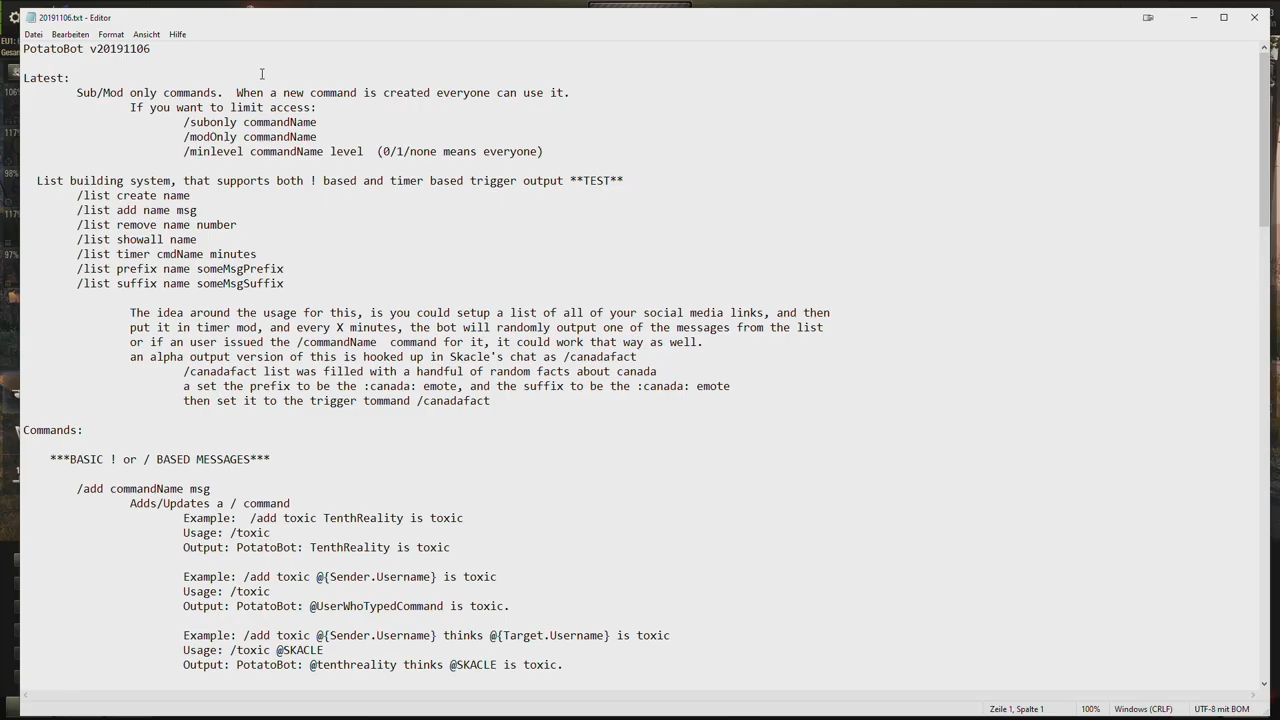 20191106.txt - Editor
Datei Bearbeiten Format Ansicht Hilfe
PotatoBot v20191106
Latest:
Sub/Mod only commands. When a new command is created everyone can use it.
If you want to limit access:
/subonly commandName
/modOnly commandName
/minlevel commandName level (0/1/none means everyone)
List building system, that supports both ! based and timer based trigger output **TEST**
/list create name
/list add name msg
/list remove name number
/list showall name
/list timer cmdName minutes
/list prefix name someMsgPrefix
/list suffix name someMsgSuffix
The idea around the usage for this, is you could setup a list of all of your social media links, and then
put it in timer mod, and every X minutes, the bot will randomly output one of the messages from the list
or if an user issued the /commandName command for it, it could work that way as well.
an alpha output version of this is hooked up in Skacle's chat as /canadafact
/canadafact list was filled with a handful of random facts about canada
a set the prefix to be the :canada: emote, and the suffix to be the :canada: emote
then set it to the trigger tommand /canadafact
Commands:
***BASIC ! or / BASED MESSAGES***
/add commandName msg
Adds/Updates a / command
Example: /add toxic TenthReality is toxic
Usage: /toxic
Output: PotatoBot: TenthReality is toxic
Example: /add toxic @{Sender.Username} is toxic
Usage: /toxic
Output: PotatoBot: @UserWhoTypedCommand is toxic.
Example: /add toxic @{Sender.Username} thinks @{Target.Username} is toxic
Usage: /toxic @SKACLE
Output: PotatoBot: @tenthreality thinks @SKACLE is toxic.
Zeile 1, Spalte 1 100% Windows (CRLF) UTF-8 mit BOM
EU1:
Gesam
106%
117%
98%
117%
97%